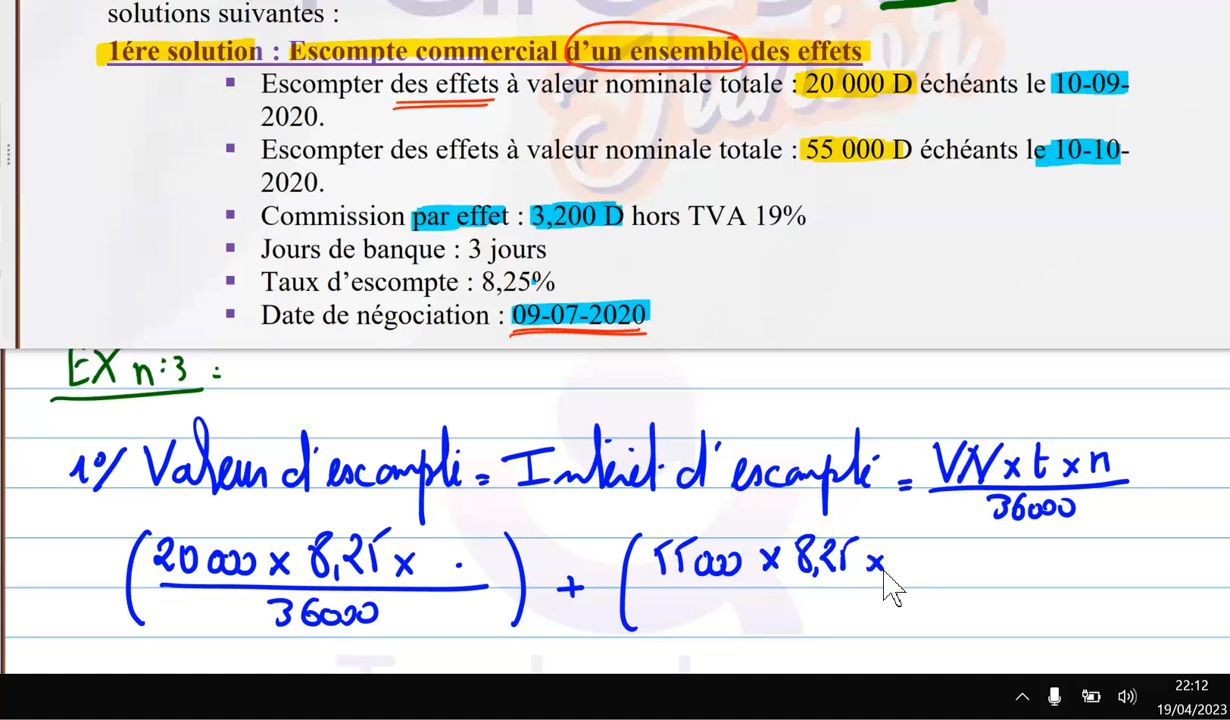 solutions suivantes :
1ére solution : Escompte commercial d'un ensemble des effets
▪ Escompter des effets à valeur nominale totale : 20 000 D échéants le 10-09-
2020.
▪ Escompter des effets à valeur nominale totale : 55 000 D échéants le 10-10-
2020.
▪ Commission par effet : 3,200 D hors TVA 19%
▪ Jours de banque : 3 jours
▪ Taux d'escompte : 8,25%
▪ Date de négociation : 09-07-2020
EX n:3 :
1°/ Valeur d'escompte = Intérêt d'escompte = VN x t x n
36000
(20 000 x 8,25 x . ) + ( 55 000 x 8,25 x
36000
22:12
19/04/2023